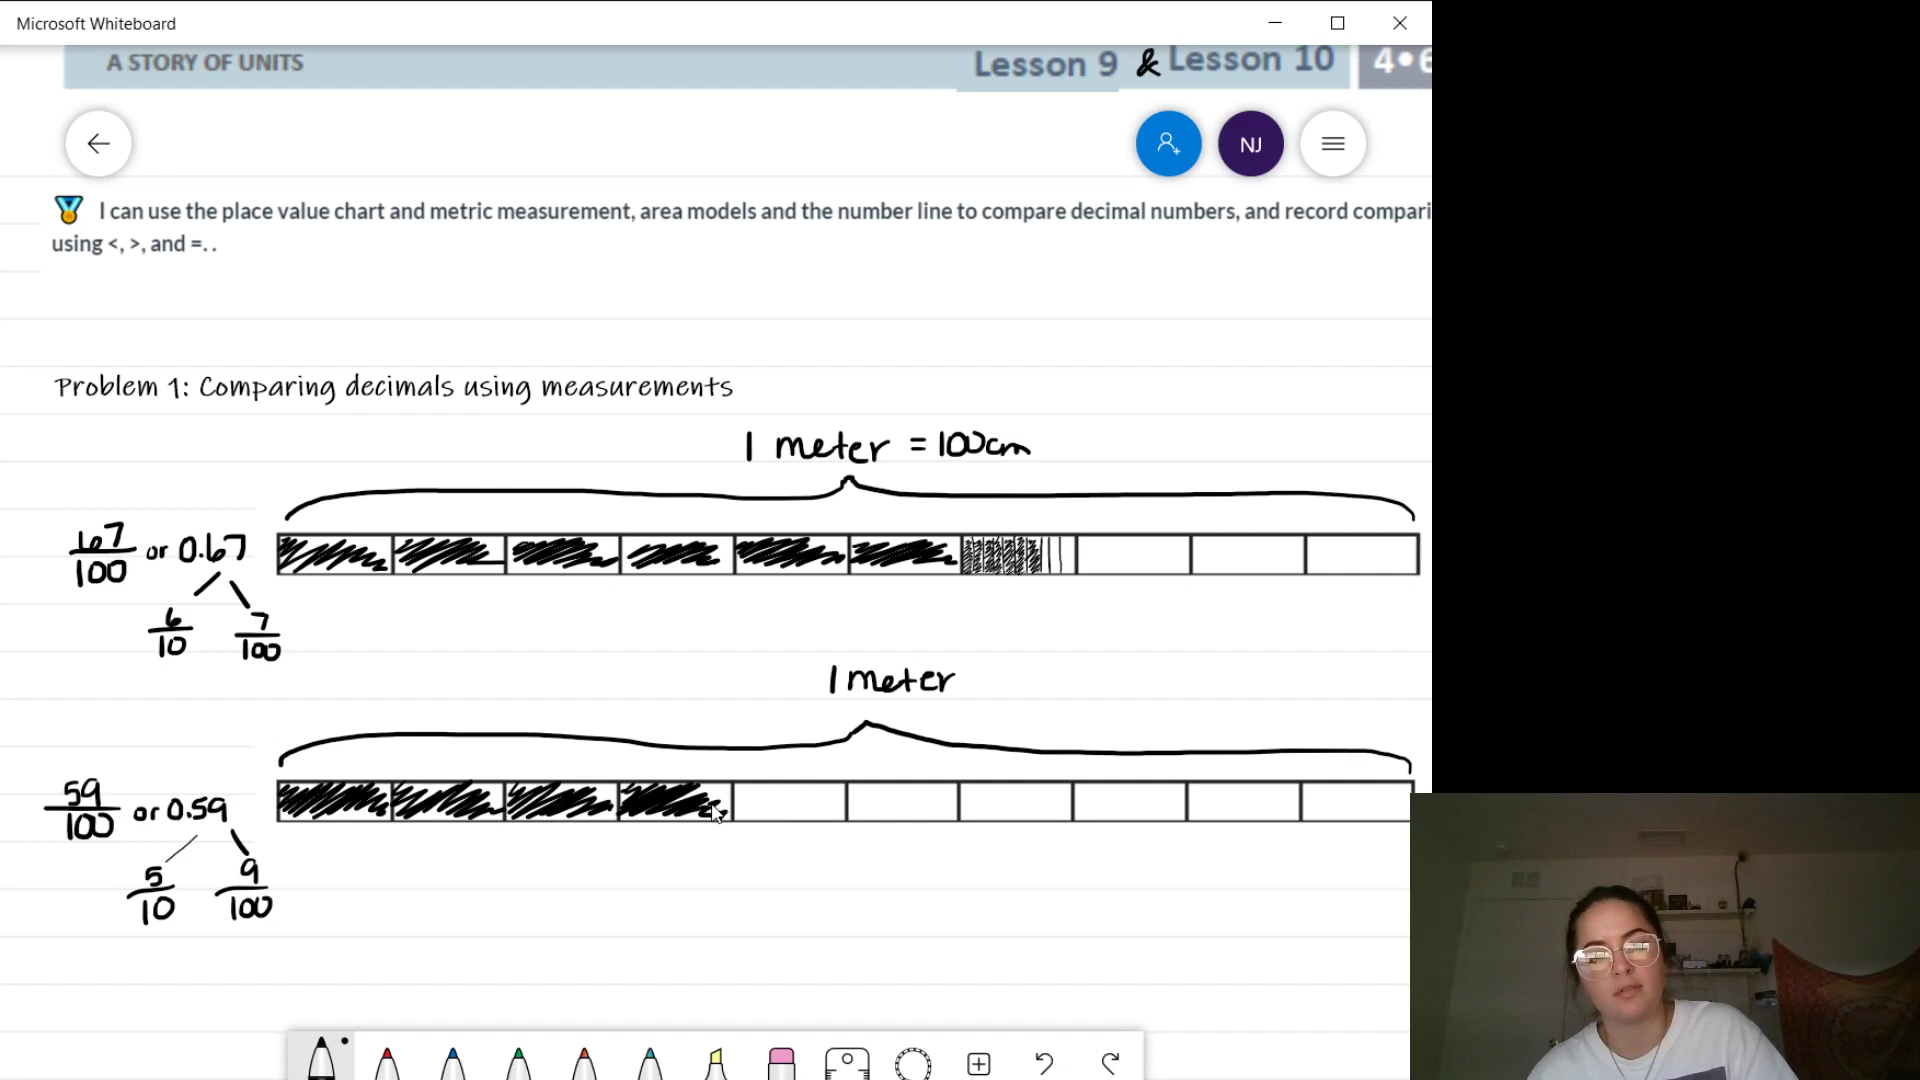 Microsoft Whiteboard
A STORY OF UNITS
Lesson 9 & Lesson 10
4•6
NJ
I can use the place value chart and metric measurement, area models and the number line to compare decimal numbers, and record compari
using <, >, and =. .
Problem 1: Comparing decimals using measurements
1 meter = 100cm
67/100 or 0.67
6/10 7/100
1 meter
59/100 or 0.59
5/10 9/100